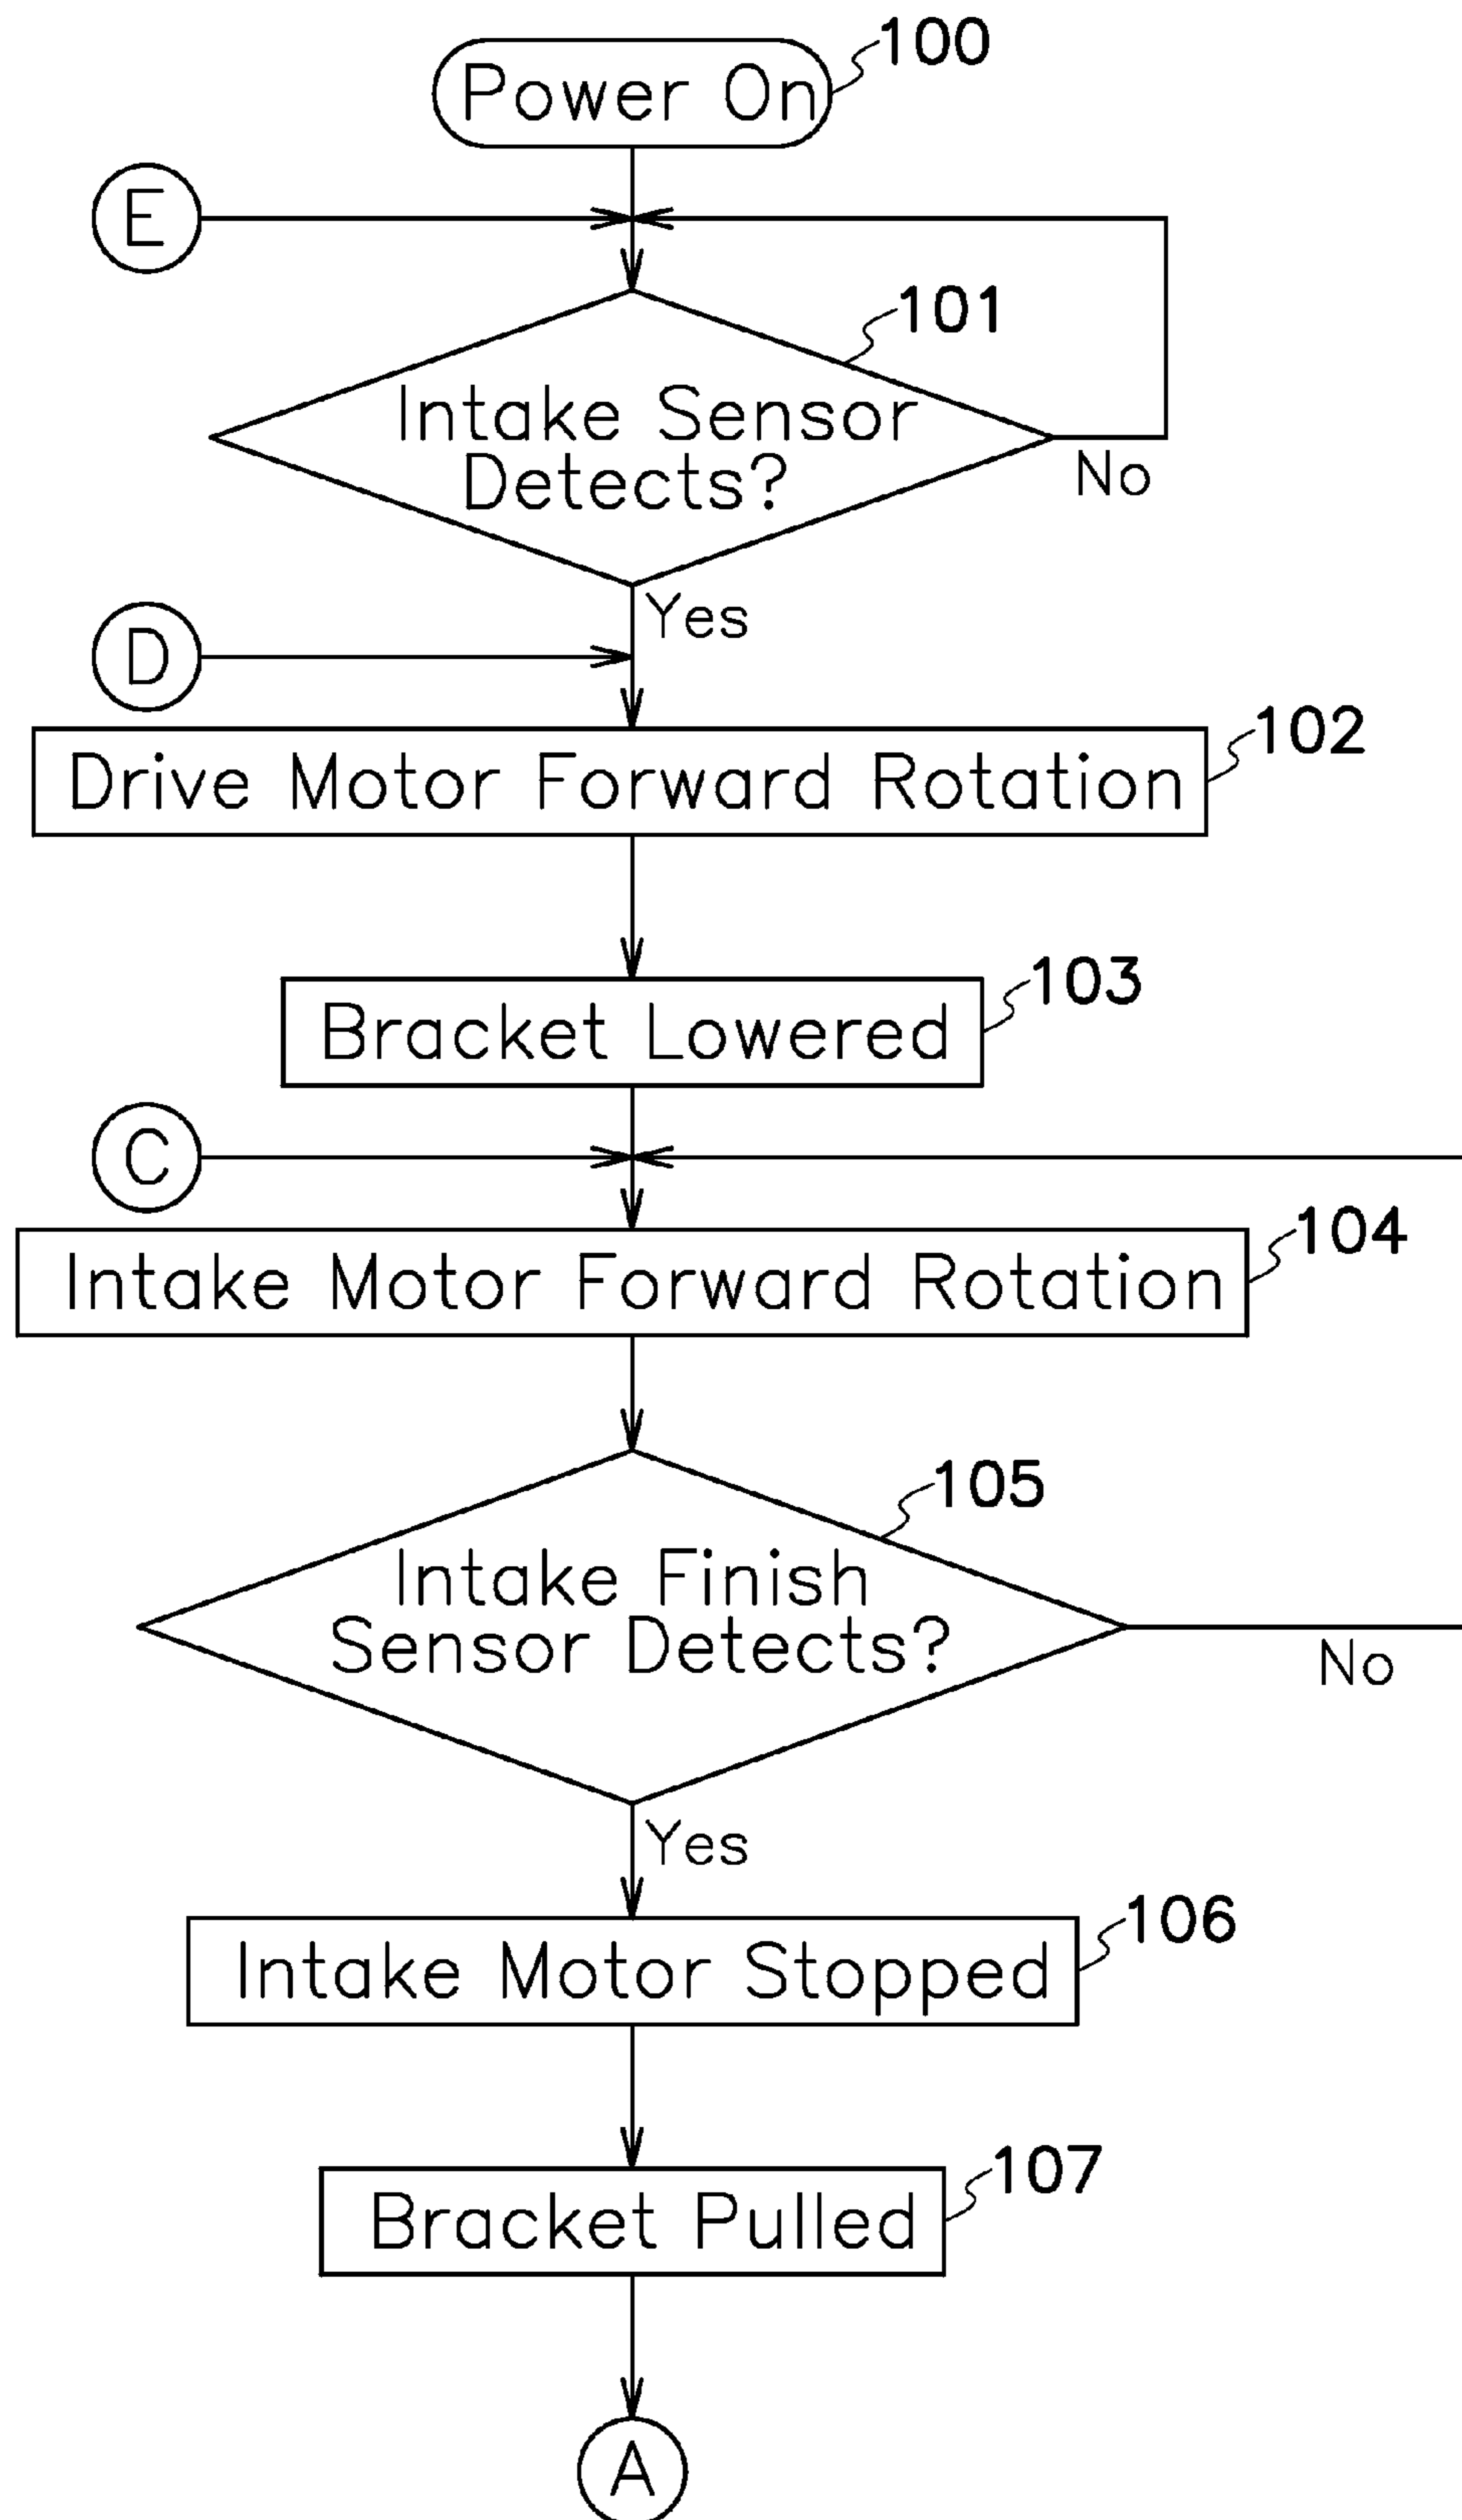 100
Power On
E
101
Intake Sensor
Detects?
No
Yes
D
102
Drive Motor Forward Rotation
103
Bracket Lowered
C
104
Intake Motor Forward Rotation
105
Intake Finish
Sensor Detects?
No
Yes
106
Intake Motor Stopped
107
Bracket Pulled
A